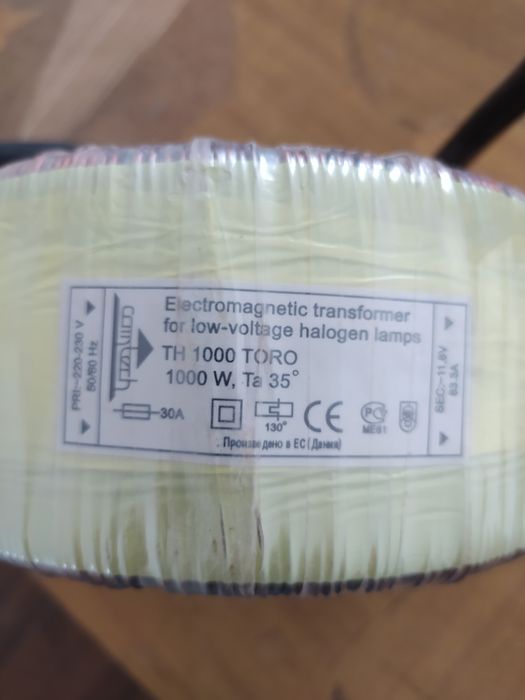 PRI:~220-230 V
50/60 Hz
Electromagnetic transformer
for low-voltage halogen lamps
TH 1000 TORO
1000 W, Ta 35°
30A
130°
CE
ME61
Произведено в ЕС (Дания)
SEC:~11,6V
83.3A